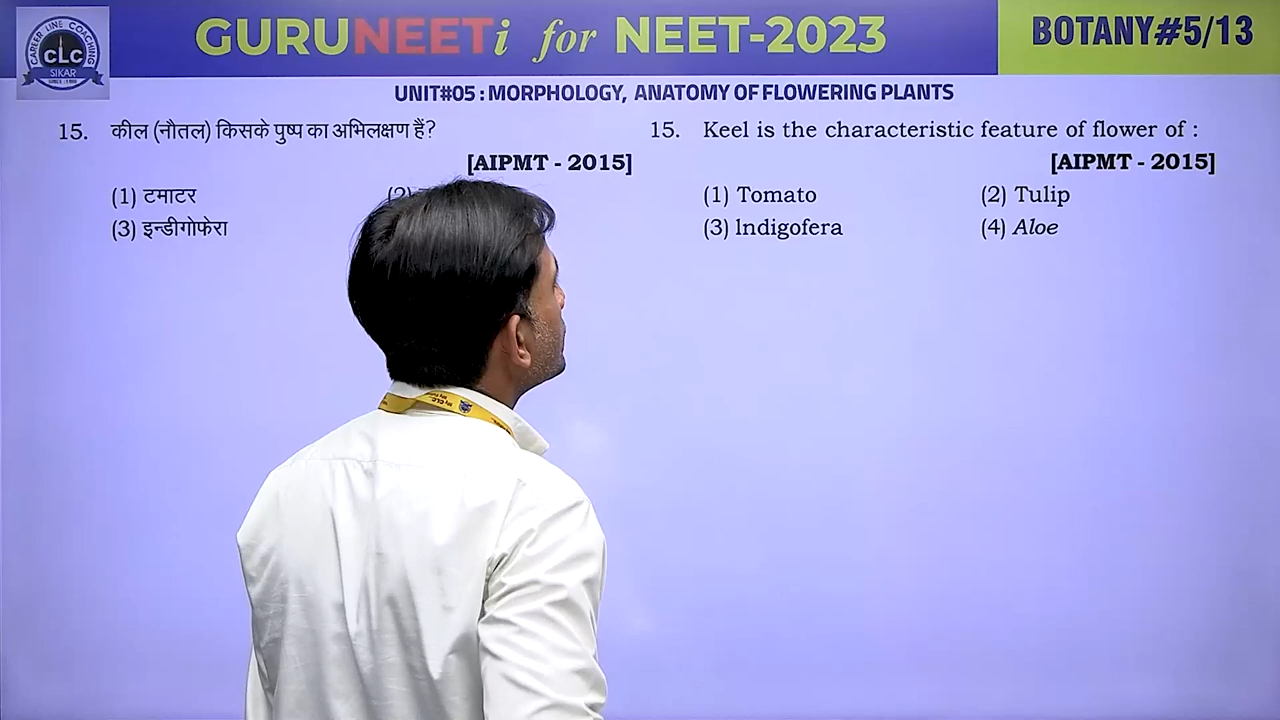 CAREER LINE COACHING
CLC
SIKAR
GURUNEETi for NEET-2023
BOTANY#5/13
UNIT#05 : MORPHOLOGY, ANATOMY OF FLOWERING PLANTS
15. कील (नौतल) किसके पुष्प का अभिलक्षण हैं?
[AIPMT - 2015]
(1) टमाटर (2)
(3) इन्डीगोफेरा
15. Keel is the characteristic feature of flower of :
[AIPMT - 2015]
(1) Tomato (2) Tulip
(3) lndigofera (4) Aloe